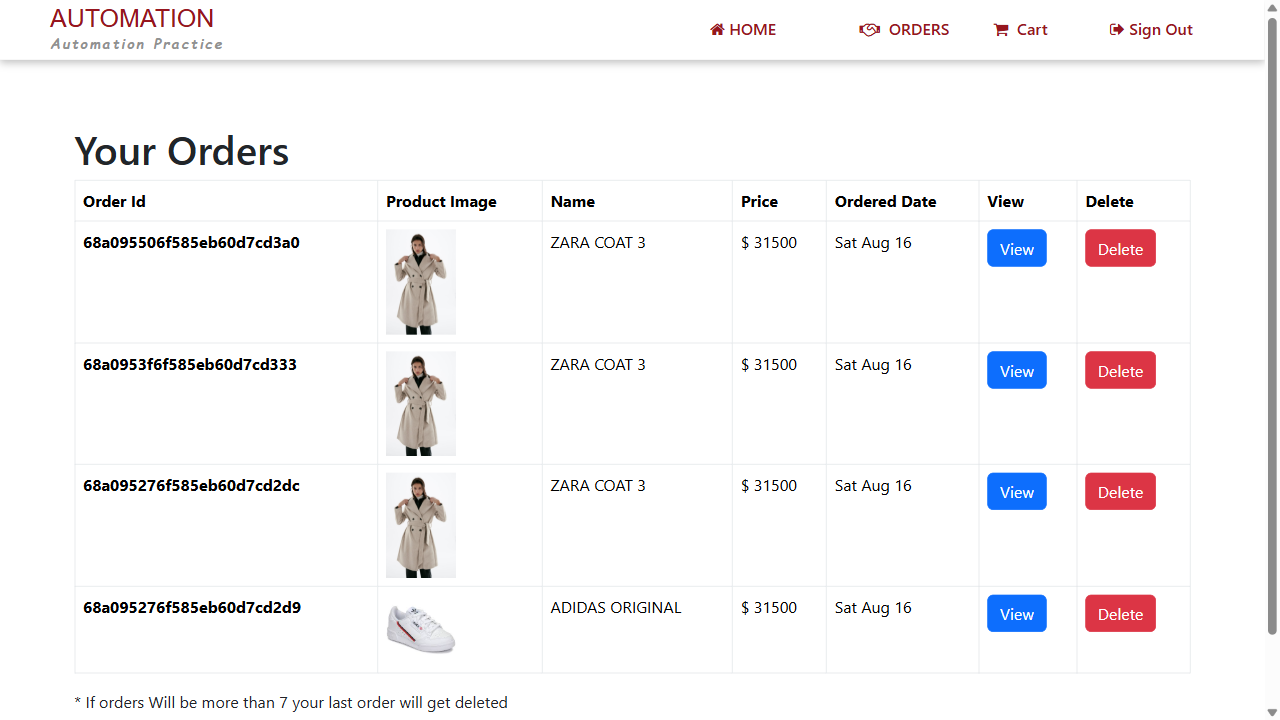 AUTOMATION
Automation Practice
HOME ORDERS Cart Sign Out
Your Orders
Order Id Product Image Name Price Ordered Date View Delete
68a095506f585eb60d7cd3a0 ZARA COAT 3 $ 31500 Sat Aug 16 View Delete
68a0953f6f585eb60d7cd333 ZARA COAT 3 $ 31500 Sat Aug 16 View Delete
68a095276f585eb60d7cd2dc ZARA COAT 3 $ 31500 Sat Aug 16 View Delete
68a095276f585eb60d7cd2d9 ADIDAS ORIGINAL $ 31500 Sat Aug 16 View Delete
* If orders Will be more than 7 your last order will get deleted